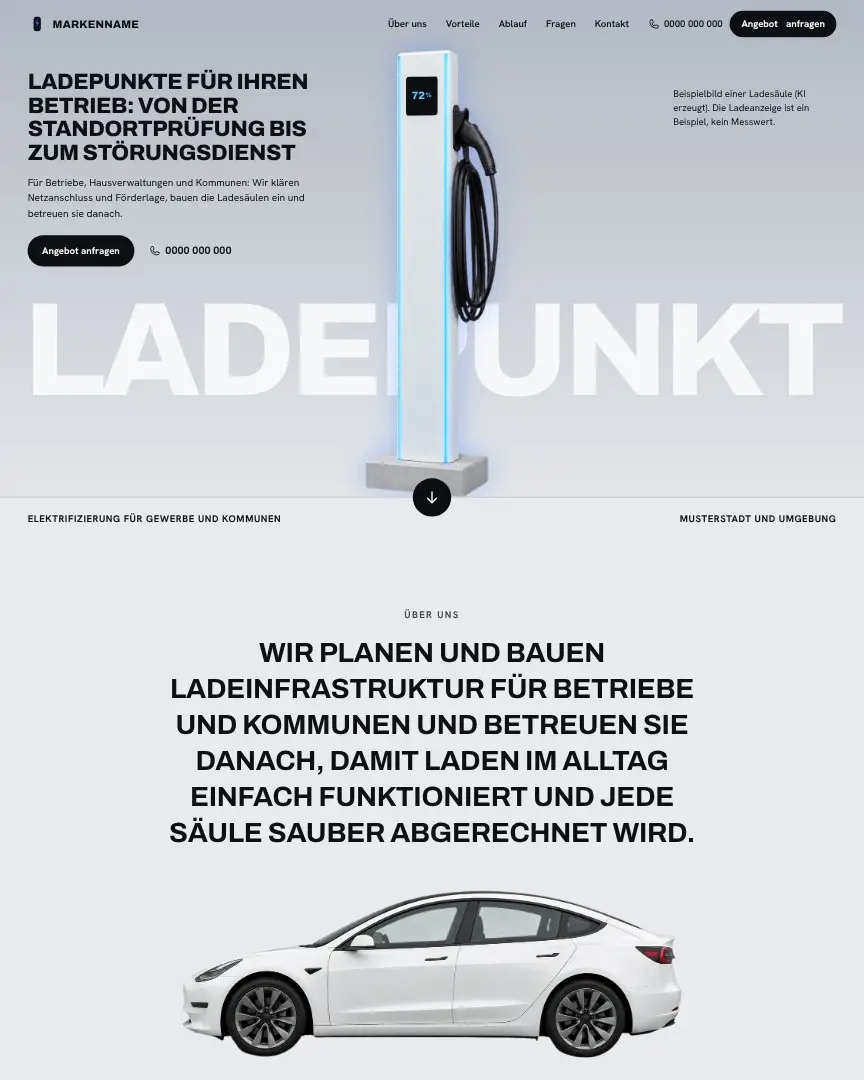 MARKENNAME
Über uns Vorteile Ablauf Fragen Kontakt 0000 000 000 Angebot anfragen
LADEPUNKTE FÜR IHREN
BETRIEB: VON DER
STANDORTPRÜFUNG BIS
ZUM STÖRUNGSDIENST
Für Betriebe, Hausverwaltungen und Kommunen: Wir klären
Netzanschluss und Förderlage, bauen die Ladesäulen ein und
betreuen sie danach.
Angebot anfragen 0000 000 000
72%
Beispielbild einer Ladesäule (KI
erzeugt). Die Ladeanzeige ist ein
Beispiel, kein Messwert.
LADEPUNKT
ELEKTRIFIZIERUNG FÜR GEWERBE UND KOMMUNEN
MUSTERSTADT UND UMGEBUNG
ÜBER UNS
WIR PLANEN UND BAUEN
LADEINFRASTRUKTUR FÜR BETRIEBE
UND KOMMUNEN UND BETREUEN SIE
DANACH, DAMIT LADEN IM ALLTAG
EINFACH FUNKTIONIERT UND JEDE
SÄULE SAUBER ABGERECHNET WIRD.